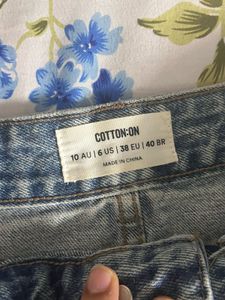 COTTON:ON
10 AU | 6 US | 38 EU | 40 BR
MADE IN CHINA